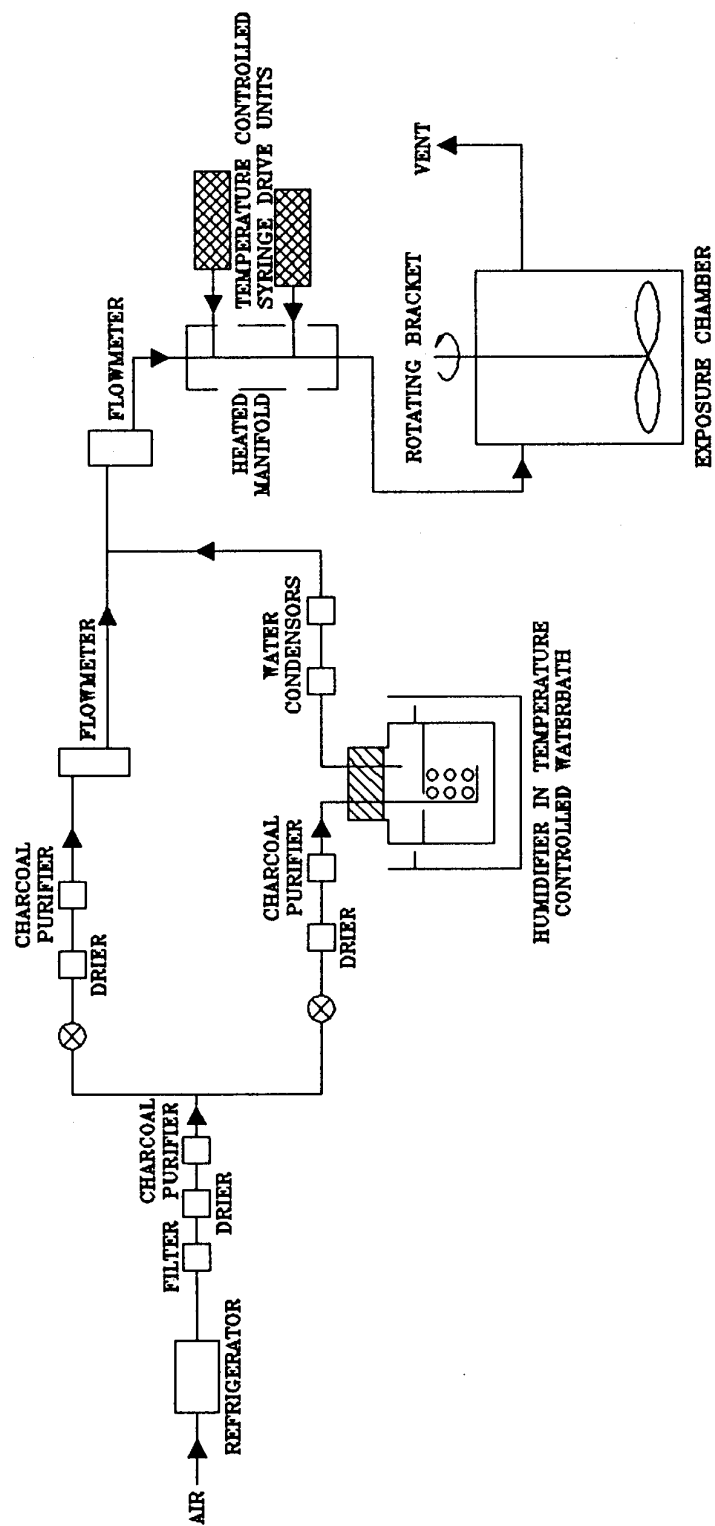 AIR
REFRIGERATOR
FILTER
DRIER
CHARCOAL
PURIFIER
CHARCOAL
PURIFIER
DRIER
FLOWMETER
DRIER
CHARCOAL
PURIFIER
HUMIDIFIER IN TEMPERATURE
CONTROLLED WATERBATH
WATER
CONDENSORS
FLOWMETER
HEATED
MANIFOLD
TEMPERATURE CONTROLLED
SYRINGE DRIVE UNITS
ROTATING BRACKET
VENT
EXPOSURE CHAMBER